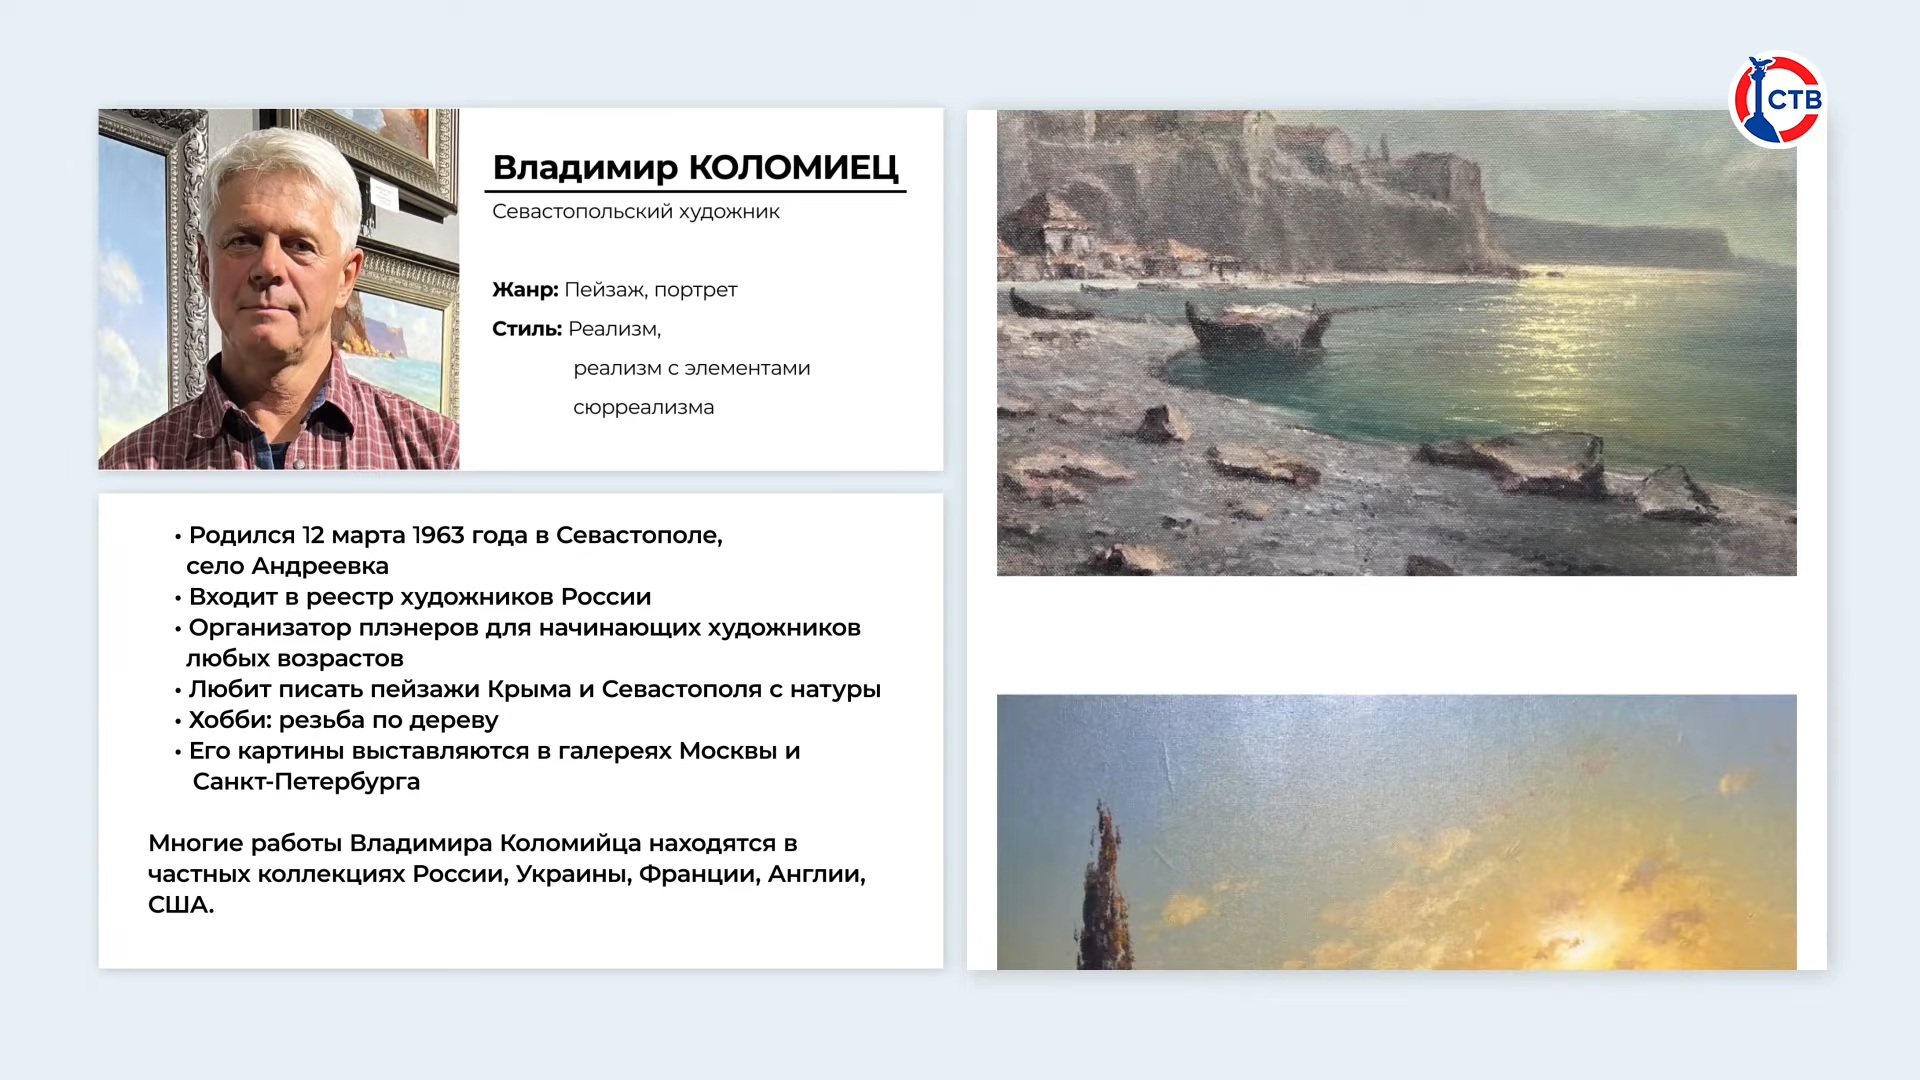 СТВ
Владимир КОЛОМИЕЦ
Севастопольский художник
Жанр: Пейзаж, портрет
Стиль: Реализм,
реализм с элементами
сюрреализма
• Родился 12 марта 1963 года в Севастополе,
село Андреевка
• Входит в реестр художников России
• Организатор плэнеров для начинающих художников
любых возрастов
• Любит писать пейзажи Крыма и Севастополя с натуры
• Хобби: резьба по дереву
• Его картины выставляются в галереях Москвы и
Санкт-Петербурга
Многие работы Владимира Коломийца находятся в
частных коллекциях России, Украины, Франции, Англии,
США.